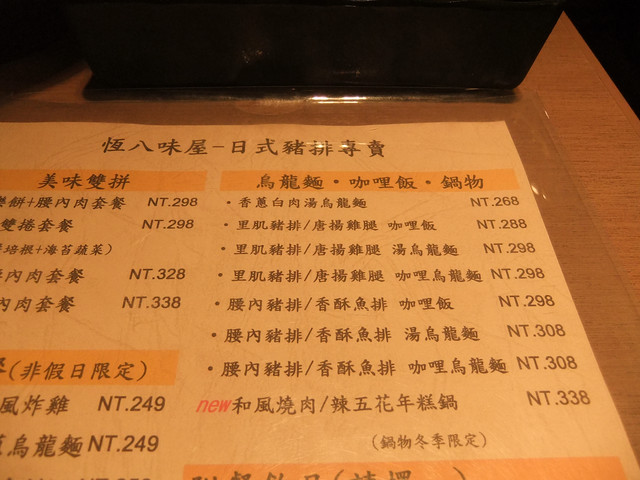 恆八味屋-日式豬排專賣
美味雙拼
餅+腰內肉套餐 NT.298
雙捲套餐 NT.298
培根+海苔蔬菜)
內肉套餐 NT.328
內肉套餐 NT.338
(非假日限定)
風炸雞 NT.249
烏龍麵 NT.249
烏龍麵・咖哩飯・鍋物
・香蔥白肉湯烏龍麵 NT.268
・里肌豬排/唐揚雞腿 咖哩飯 NT.288
・里肌豬排/唐揚雞腿 湯烏龍麵 NT.298
・里肌豬排/唐揚雞腿 咖哩烏龍麵 NT.298
・腰內豬排/香酥魚排 咖哩飯 NT.298
・腰內豬排/香酥魚排 湯烏龍麵 NT.308
・腰內豬排/香酥魚排 咖哩烏龍麵 NT.308
new和風燒肉/辣五花年糕鍋 NT.338
(鍋物冬季限定)